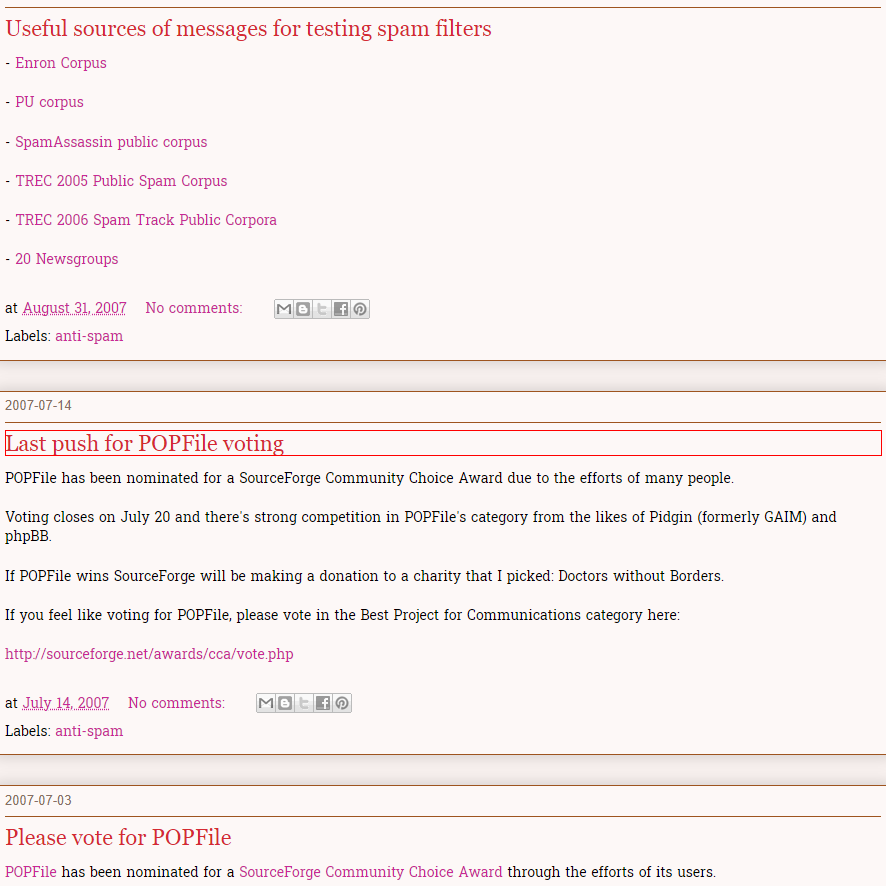 Useful sources of messages for testing spam filters
- Enron Corpus
- PU corpus
- SpamAssassin public corpus
- TREC 2005 Public Spam Corpus
- TREC 2006 Spam Track Public Corpora
- 20 Newsgroups
at August 31, 2007 No comments:
Labels: anti-spam
2007-07-14
Last push for POPFile voting
POPFile has been nominated for a SourceForge Community Choice Award due to the efforts of many people.
Voting closes on July 20 and there's strong competition in POPFile's category from the likes of Pidgin (formerly GAIM) and
phpBB.
If POPFile wins SourceForge will be making a donation to a charity that I picked: Doctors without Borders.
If you feel like voting for POPFile, please vote in the Best Project for Communications category here:
http://sourceforge.net/awards/cca/vote.php
at July 14, 2007 No comments:
Labels: anti-spam
2007-07-03
Please vote for POPFile
POPFile has been nominated for a SourceForge Community Choice Award through the efforts of its users.